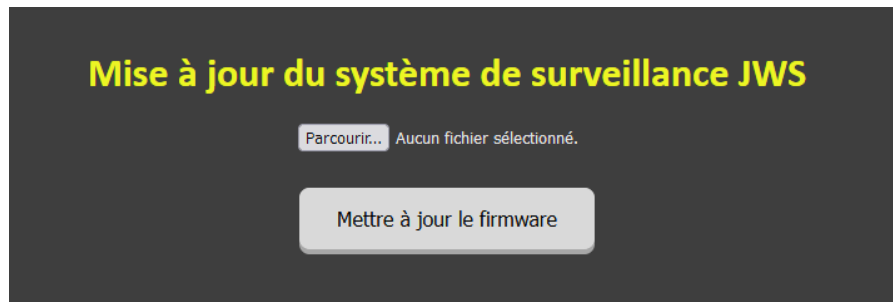 Mise à jour du système de surveillance JWS
Parcourir... Aucun fichier sélectionné.
Mettre à jour le firmware